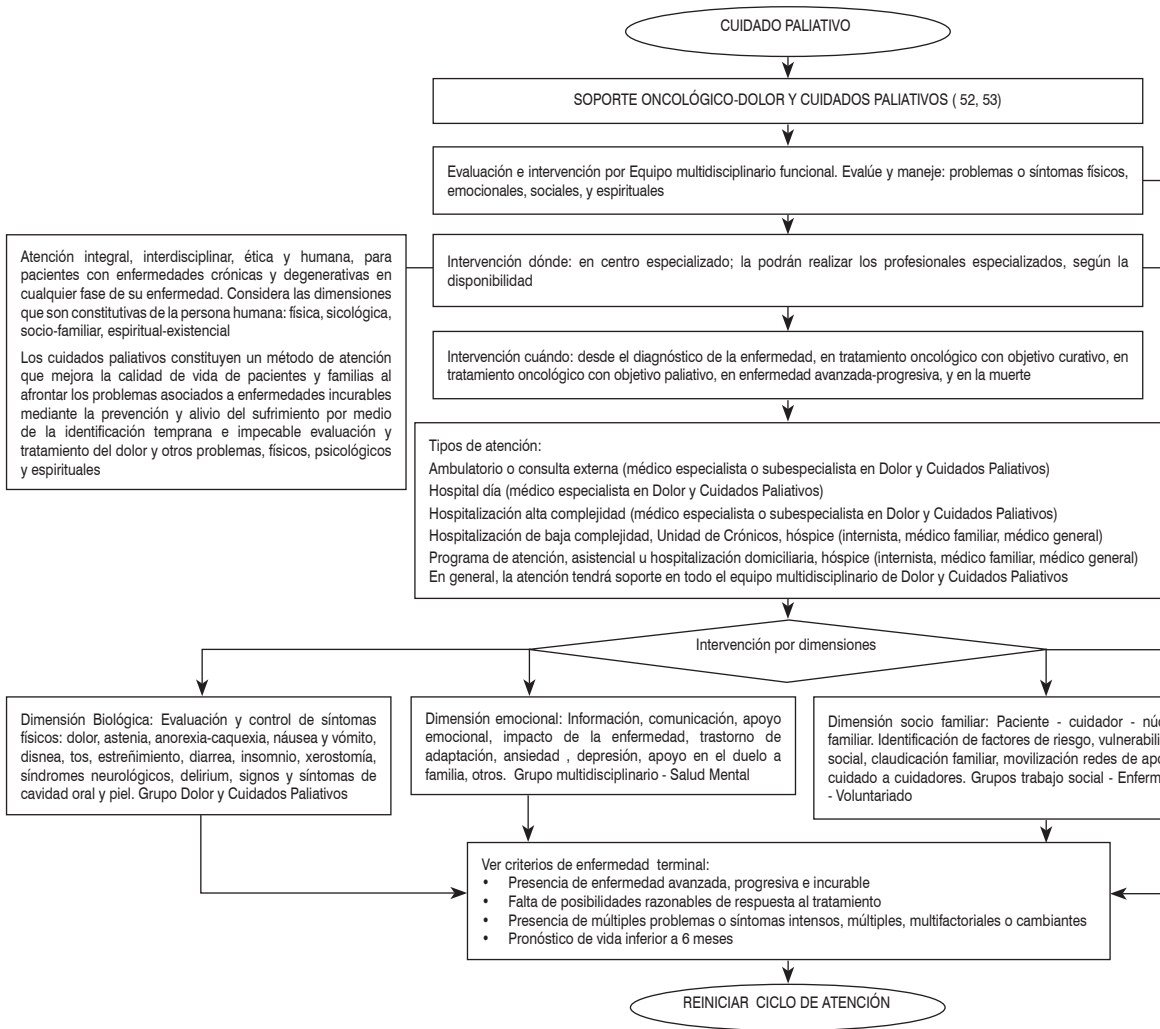 CUIDADO PALIATIVO
SOPORTE ONCOLÓGICO-DOLOR Y CUIDADOS PALIATIVOS ( 52, 53)
Evaluación e intervención por Equipo multidisciplinario funcional. Evalúe y maneje: problemas o síntomas físicos,
emocionales, sociales, y espirituales
Atención integral, interdisciplinar, ética y humana, para
pacientes con enfermedades crónicas y degenerativas en
cualquier fase de su enfermedad. Considera las dimensiones
que son constitutivas de la persona humana: física, sicológica,
socio-familiar, espiritual-existencial
Los cuidados paliativos constituyen un método de atención
que mejora la calidad de vida de pacientes y familias al
afrontar los problemas asociados a enfermedades incurables
mediante la prevención y alivio del sufrimiento por medio
de la identificación temprana e impecable evaluación y
tratamiento del dolor y otros problemas, físicos, psicológicos
y espirituales
Intervención dónde: en centro especializado; la podrán realizar los profesionales especializados, según la
disponibilidad
Intervención cuándo: desde el diagnóstico de la enfermedad, en tratamiento oncológico con objetivo curativo, en
tratamiento oncológico con objetivo paliativo, en enfermedad avanzada-progresiva, y en la muerte
Tipos de atención:
Ambulatorio o consulta externa (médico especialista o subespecialista en Dolor y Cuidados Paliativos)
Hospital día (médico especialista en Dolor y Cuidados Paliativos)
Hospitalización alta complejidad (médico especialista o subespecialista en Dolor y Cuidados Paliativos)
Hospitalización de baja complejidad, Unidad de Crónicos, hóspice (internista, médico familiar, médico general)
Programa de atención, asistencial u hospitalización domiciliaria, hóspice (internista, médico familiar, médico general)
En general, la atención tendrá soporte en todo el equipo multidisciplinario de Dolor y Cuidados Paliativos
Intervención por dimensiones
Dimensión Biológica: Evaluación y control de síntomas
físicos: dolor, astenia, anorexia-caquexia, náusea y vómito,
disnea, tos, estreñimiento, diarrea, insomnio, xerostomía,
síndromes neurológicos, delirium, signos y síntomas de
cavidad oral y piel. Grupo Dolor y Cuidados Paliativos
Dimensión emocional: Información, comunicación, apoyo
emocional, impacto de la enfermedad, trastorno de
adaptación, ansiedad , depresión, apoyo en el duelo a
familia, otros. Grupo multidisciplinario - Salud Mental
Dimensión socio familiar: Paciente - cuidador -
familiar. Identificación de factores de riesgo,
social, claudicación familiar, movilización redes de
cuidado a cuidadores. Grupos trabajo social -
- Voluntariado
Ver criterios de enfermedad terminal:
• Presencia de enfermedad avanzada, progresiva e incurable
• Falta de posibilidades razonables de respuesta al tratamiento
• Presencia de múltiples problemas o síntomas intensos, múltiples, multifactoriales o cambiantes
• Pronóstico de vida inferior a 6 meses
REINICIAR CICLO DE ATENCIÓN